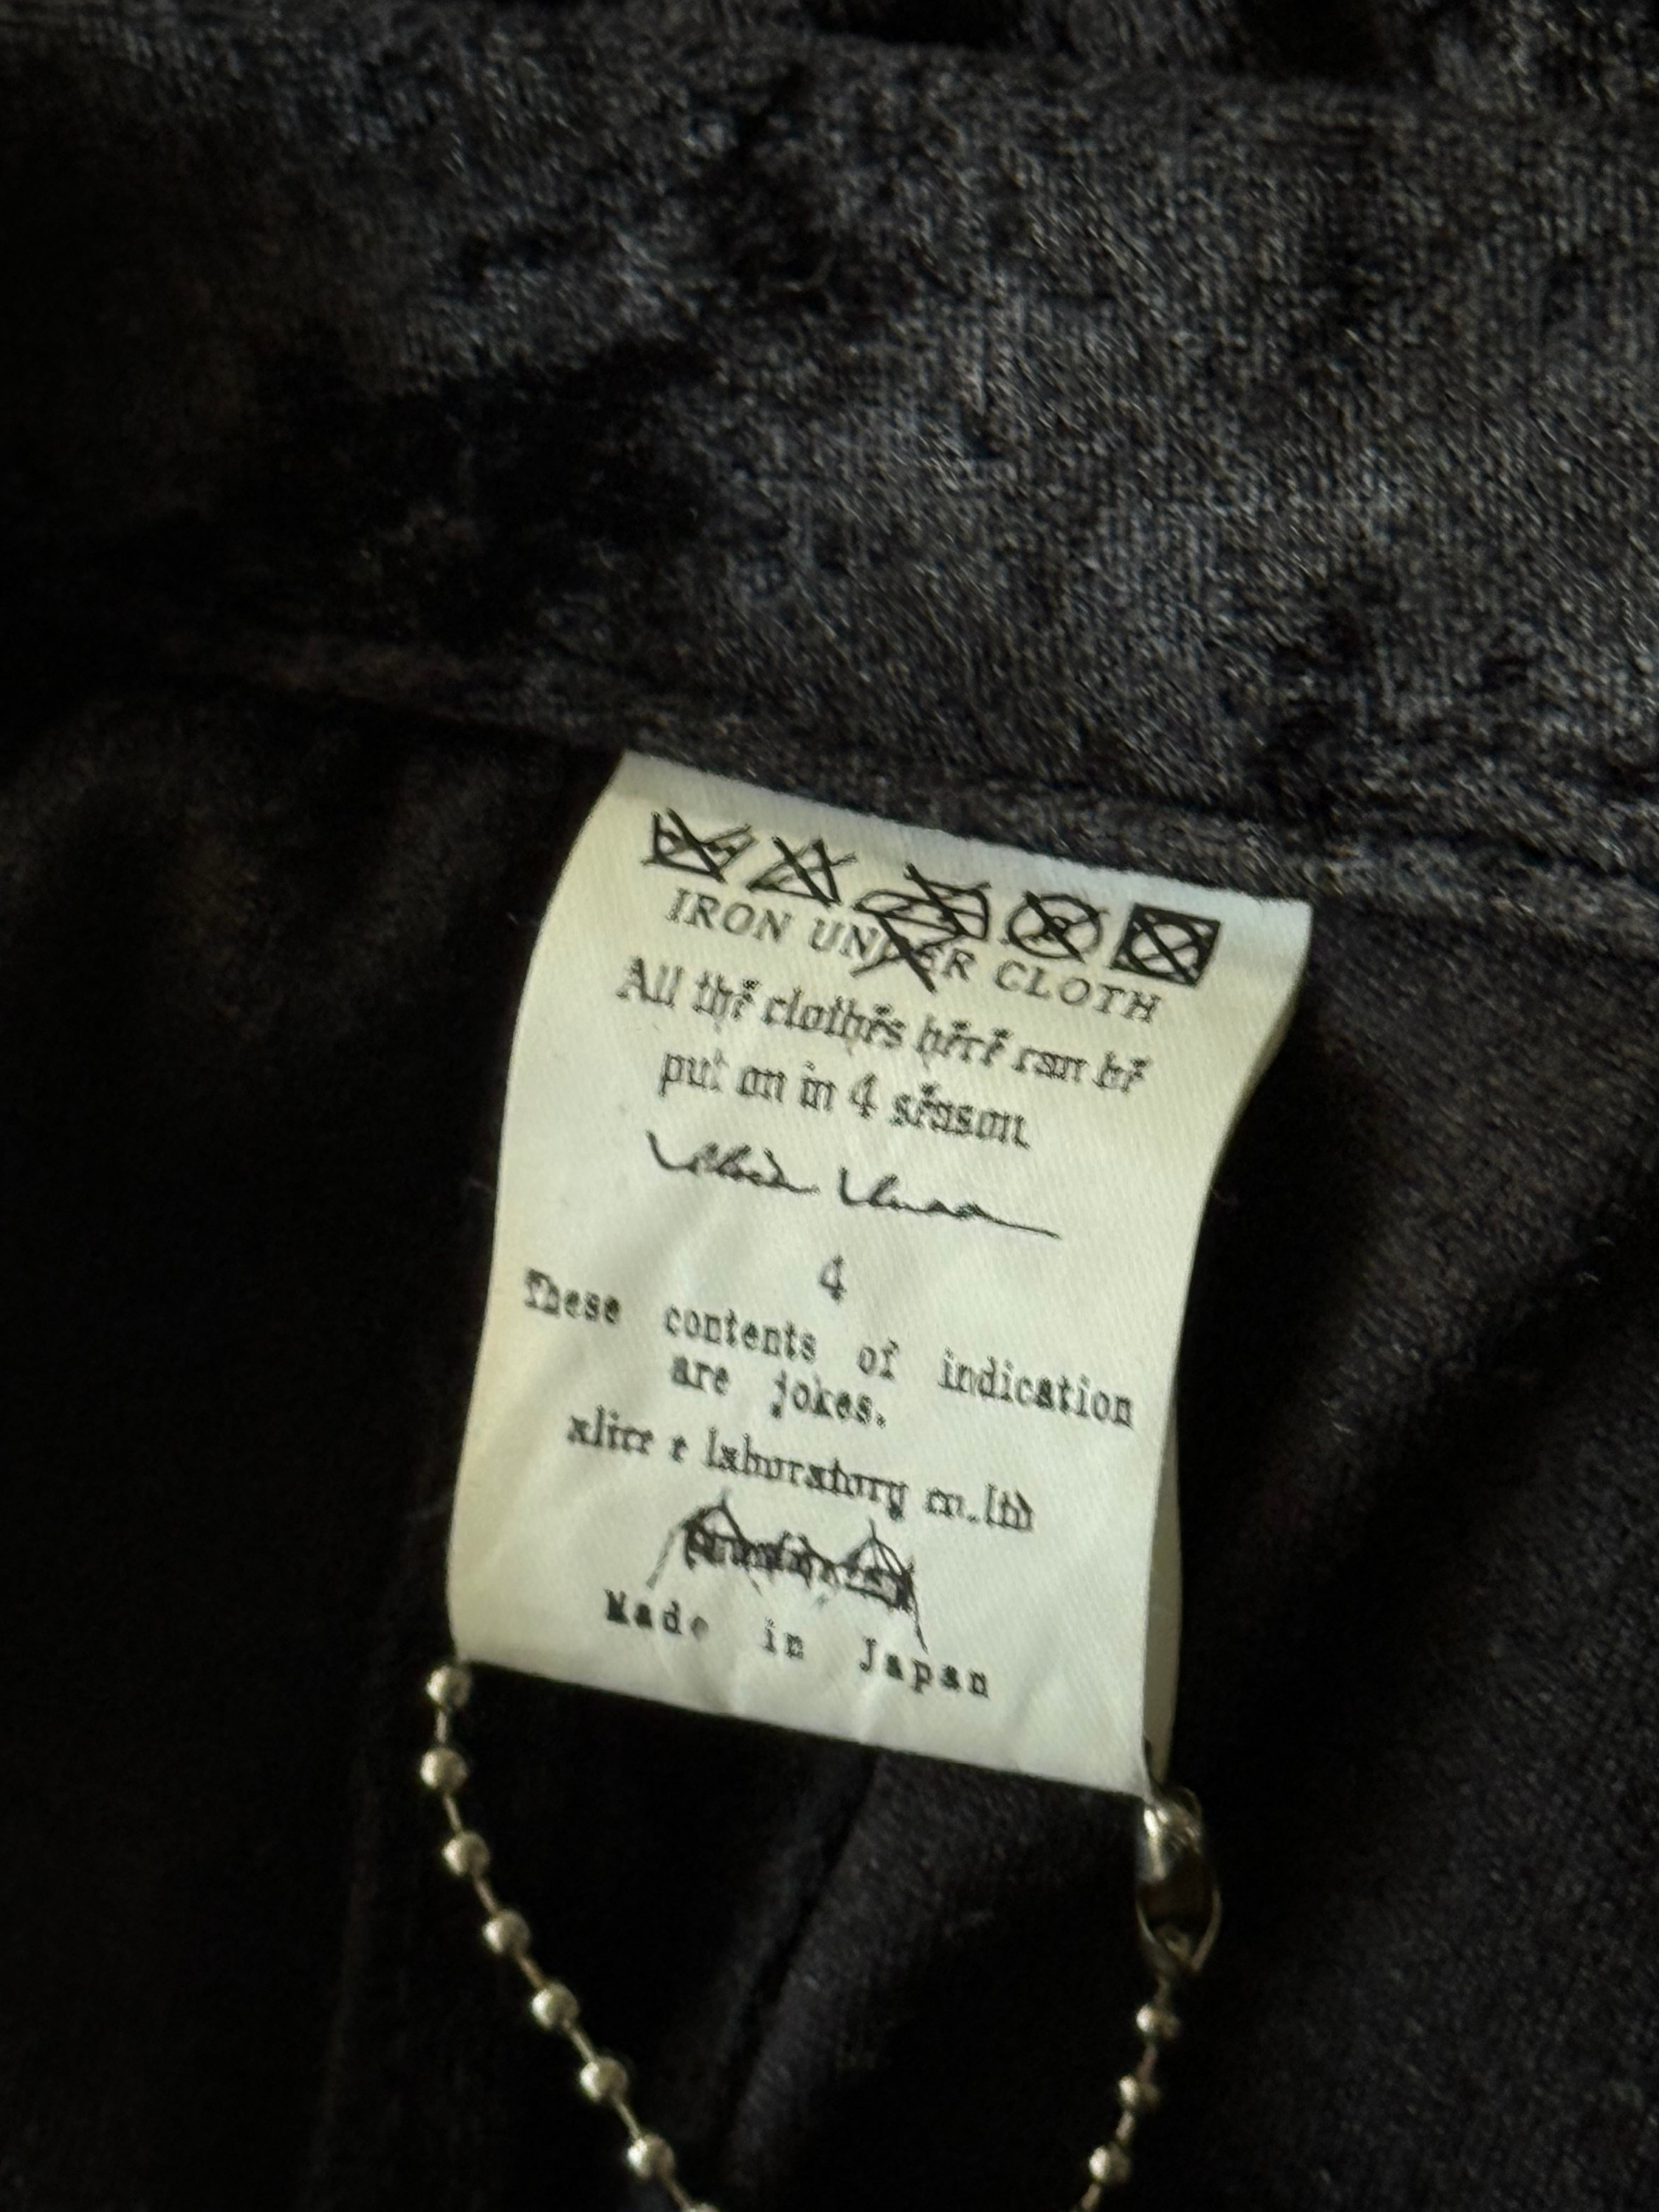 IRON UNDER CLOTH
All the clothes here can be
put on in 4 season
4
These contents of indication
are jokes.
alice e laboratory co.ltd
Made in Japan